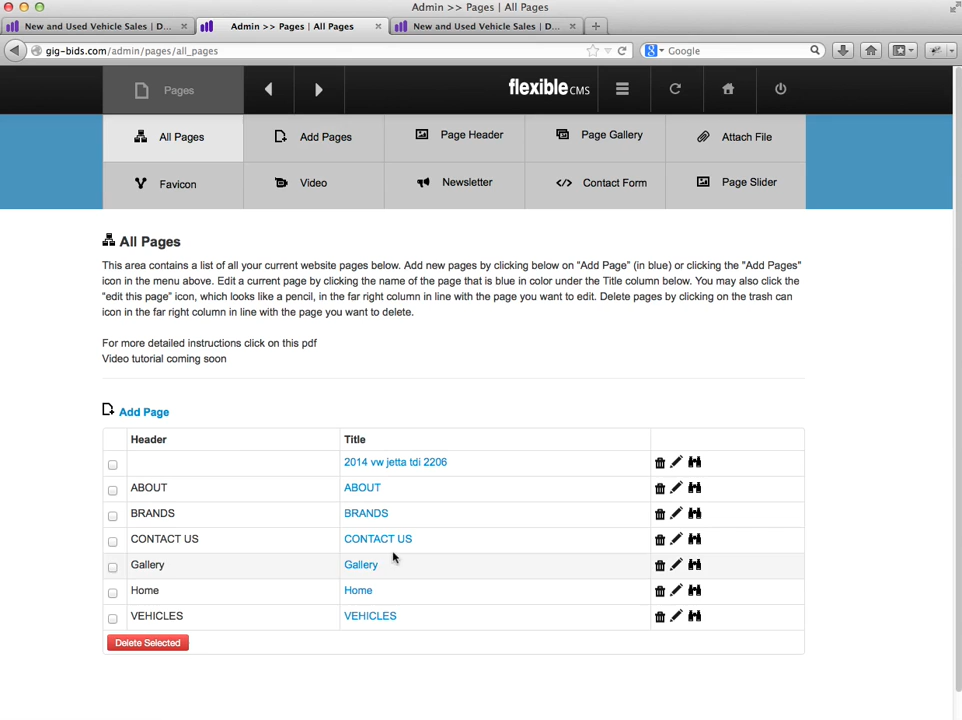 Admin >> Pages | All Pages
New and Used Vehicle Sales | D...
Admin >> Pages | All Pages
New and Used Vehicle Sales | D...
gig-bids.com/admin/pages/all_pages
Google
Pages
flexibleCMS
All Pages
Add Pages
Page Header
Page Gallery
Attach File
Favicon
Video
Newsletter
Contact Form
Page Slider
All Pages
This area contains a list of all your current website pages below. Add new pages by clicking below on “Add Page” (in blue) or clicking the "Add Pages"
icon in the menu above. Edit a current page by clicking the name of the page that is blue in color under the Title column below. You may also click the
“edit this page” icon, which looks like a pencil, in the far right column in line with the page you want to edit. Delete pages by clicking on the trash can
icon in the far right column in line with the page you want to delete.
For more detailed instructions click on this pdf
Video tutorial coming soon
Add Page
Header Title
2014 vw jetta tdi 2206
ABOUT ABOUT
BRANDS BRANDS
CONTACT US CONTACT US
Gallery Gallery
Home Home
VEHICLES VEHICLES
Delete Selected